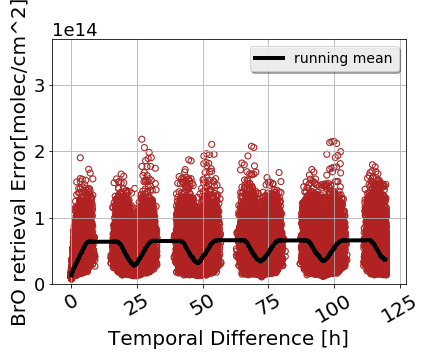 1e14
running mean
BrO retrieval Error[molec/cm^2]
3
2
1
0
0
25
50
75
100
125
Temporal Difference [h]